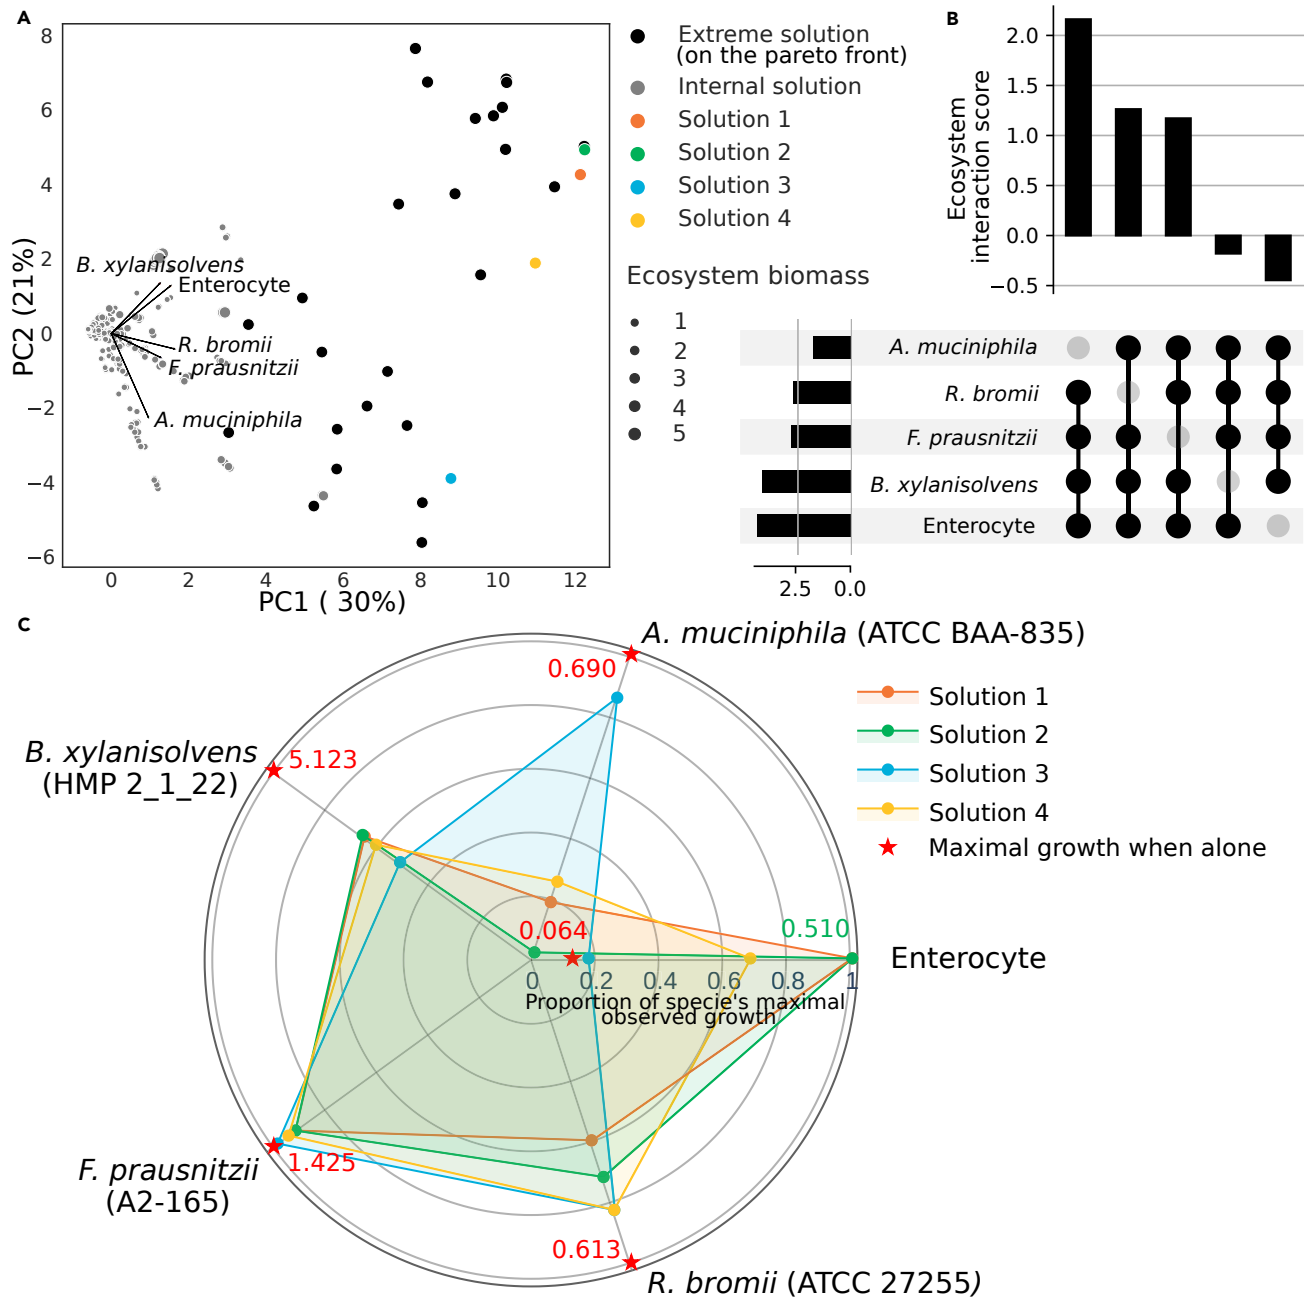 A
8
6
4
2
0
−2
−4
−6
PC2 (21%)
0
2
4
6
8
10
12
PC1 ( 30%)
B. xylanisolvens
Enterocyte
R. bromii
F. prausnitzii
A. muciniphila
Extreme solution
(on the pareto front)
Internal solution
Solution 1
Solution 2
Solution 3
Solution 4
Ecosystem biomass
1
2
3
4
5
B
Ecosystem
interaction score
2.0
1.5
1.0
0.5
0.0
−0.5
A. muciniphila
R. bromii
F. prausnitzii
B. xylanisolvens
Enterocyte
2.5
0.0
C
A. muciniphila (ATCC BAA-835)
0.690
B. xylanisolvens
(HMP 2_1_22)
5.123
Solution 1
Solution 2
Solution 3
Solution 4
Maximal growth when alone
0.064
0.510
Enterocyte
0
0.2
0.4
0.6
0.8
1
Proportion of specie's maximal
observed growth
F. prausnitzii
(A2-165)
1.425
0.613
R. bromii (ATCC 27255)